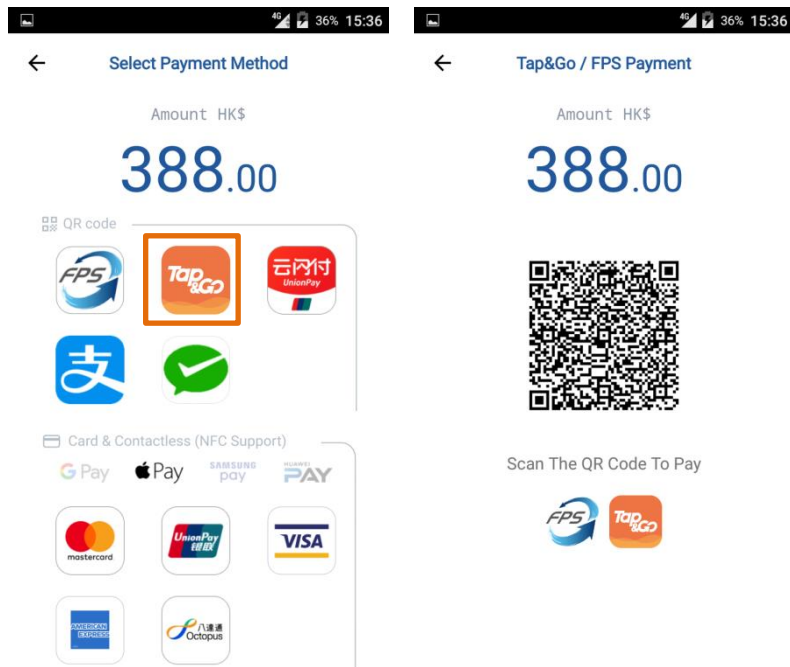 4G 36% 15:36
Select Payment Method
Amount HK$
388.00
QR code
FPS
Tap&Go
云闪付
UnionPay
支
Card & Contactless (NFC Support)
G Pay Pay SAMSUNG pay HUAWEI PAY
mastercard
UnionPay
银联
VISA
AMERICAN
EXPRESS
八達通
Octopus
4G 36% 15:36
Tap&Go / FPS Payment
Amount HK$
388.00
Scan The QR Code To Pay
FPS
Tap&Go